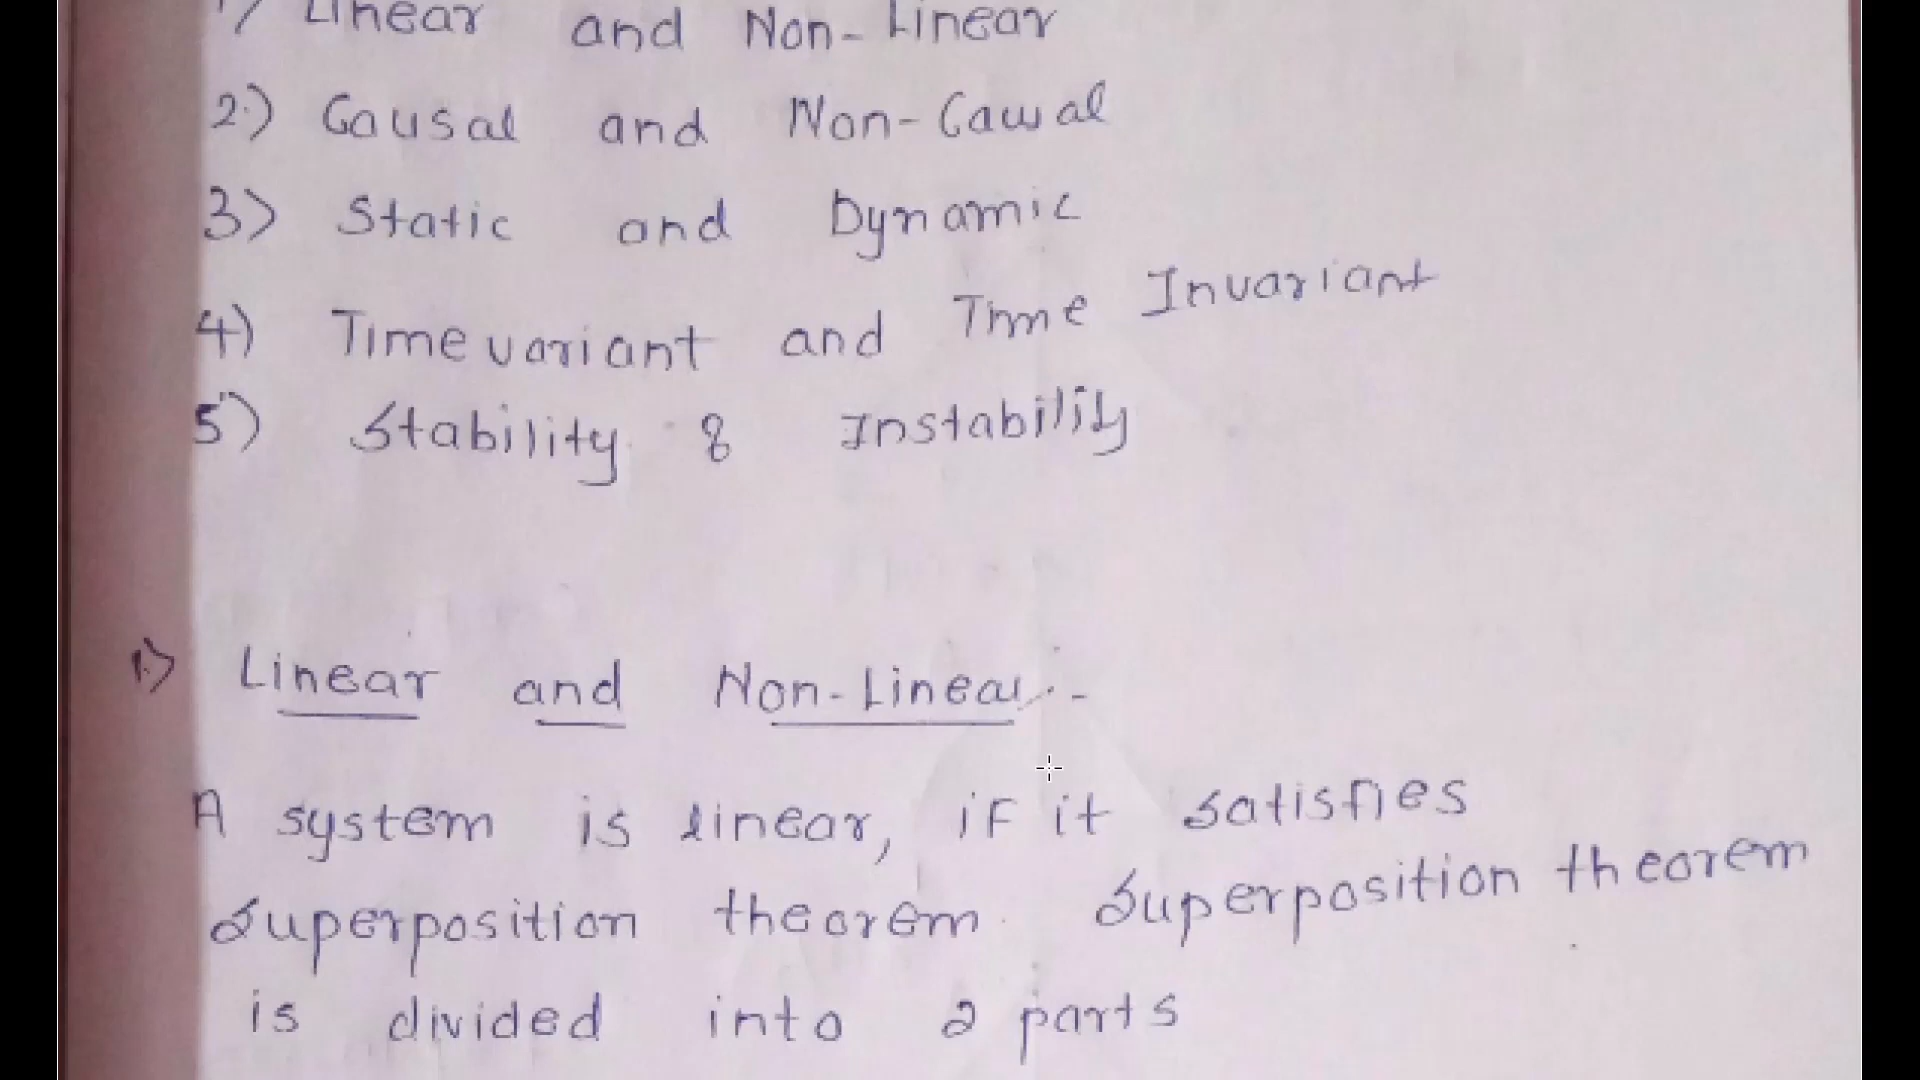 1) Linear and Non-Linear
2.) Causal and Non-Causal
3) Static and Dynamic
4) Time variant and Time Invariant
5) Stability & Instability
1.) Linear and Non-Linear :-
A system is linear, if it satisfies
superposition theorem. Superposition theorem
is divided into 2 parts